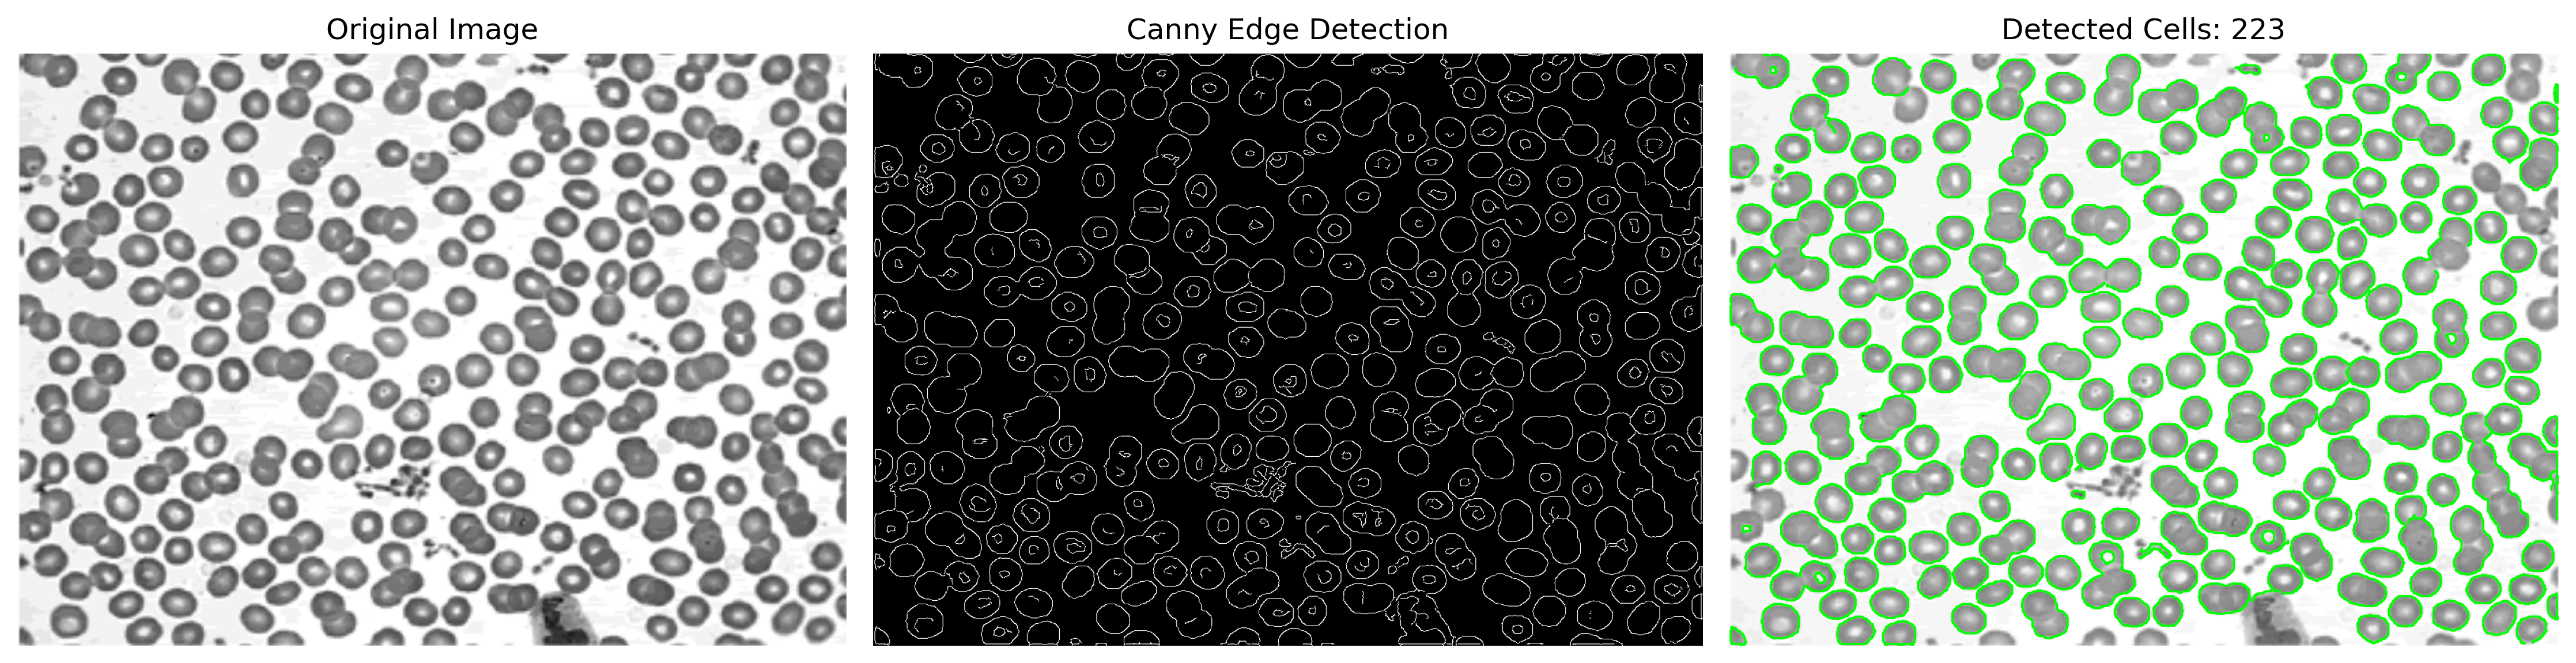 Original Image
Canny Edge Detection
Detected Cells: 223